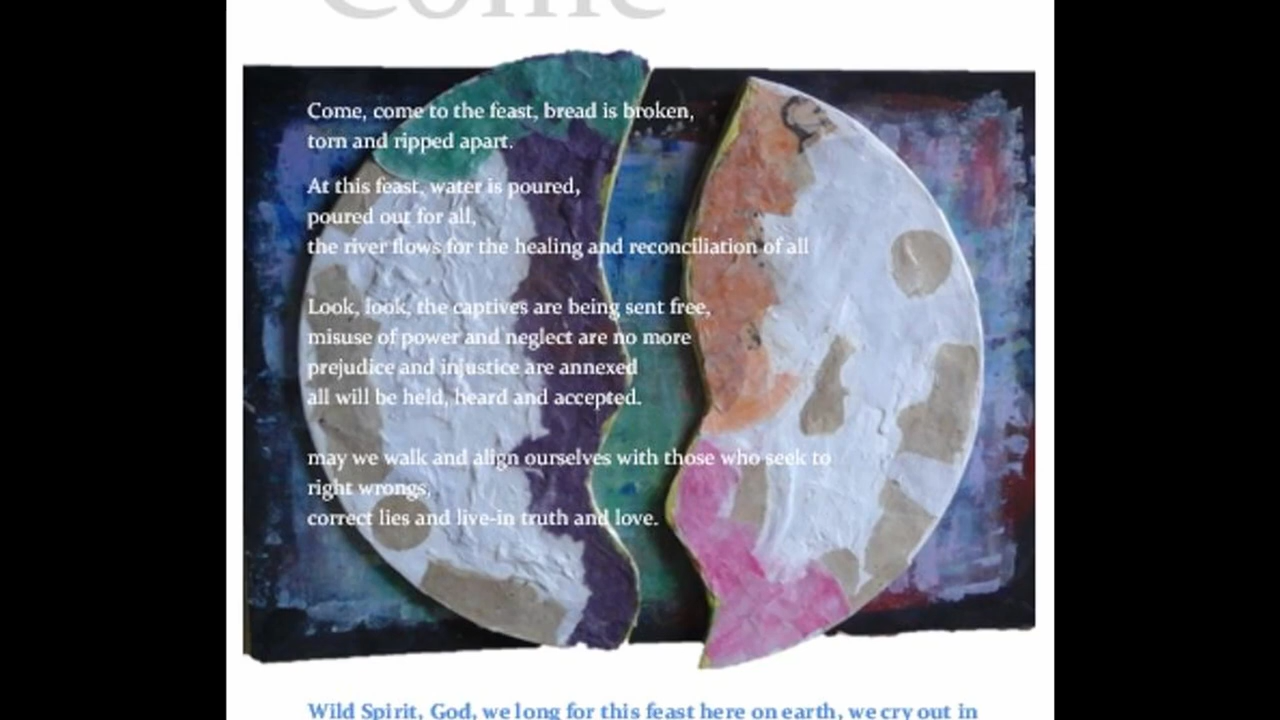 Come
Come, come to the feast, bread is broken,
torn and ripped apart.
At this feast, water is poured,
poured out for all,
the river flows for the healing and reconciliation of all
Look, look, the captives are being sent free,
misuse of power and neglect are no more
prejudice and injustice are annexed
all will be held, heard and accepted.
may we walk and align ourselves with those who seek to
right wrongs,
correct lies and live-in truth and love.
Wild Spirit, God, we long for this feast here on earth, we cry out in